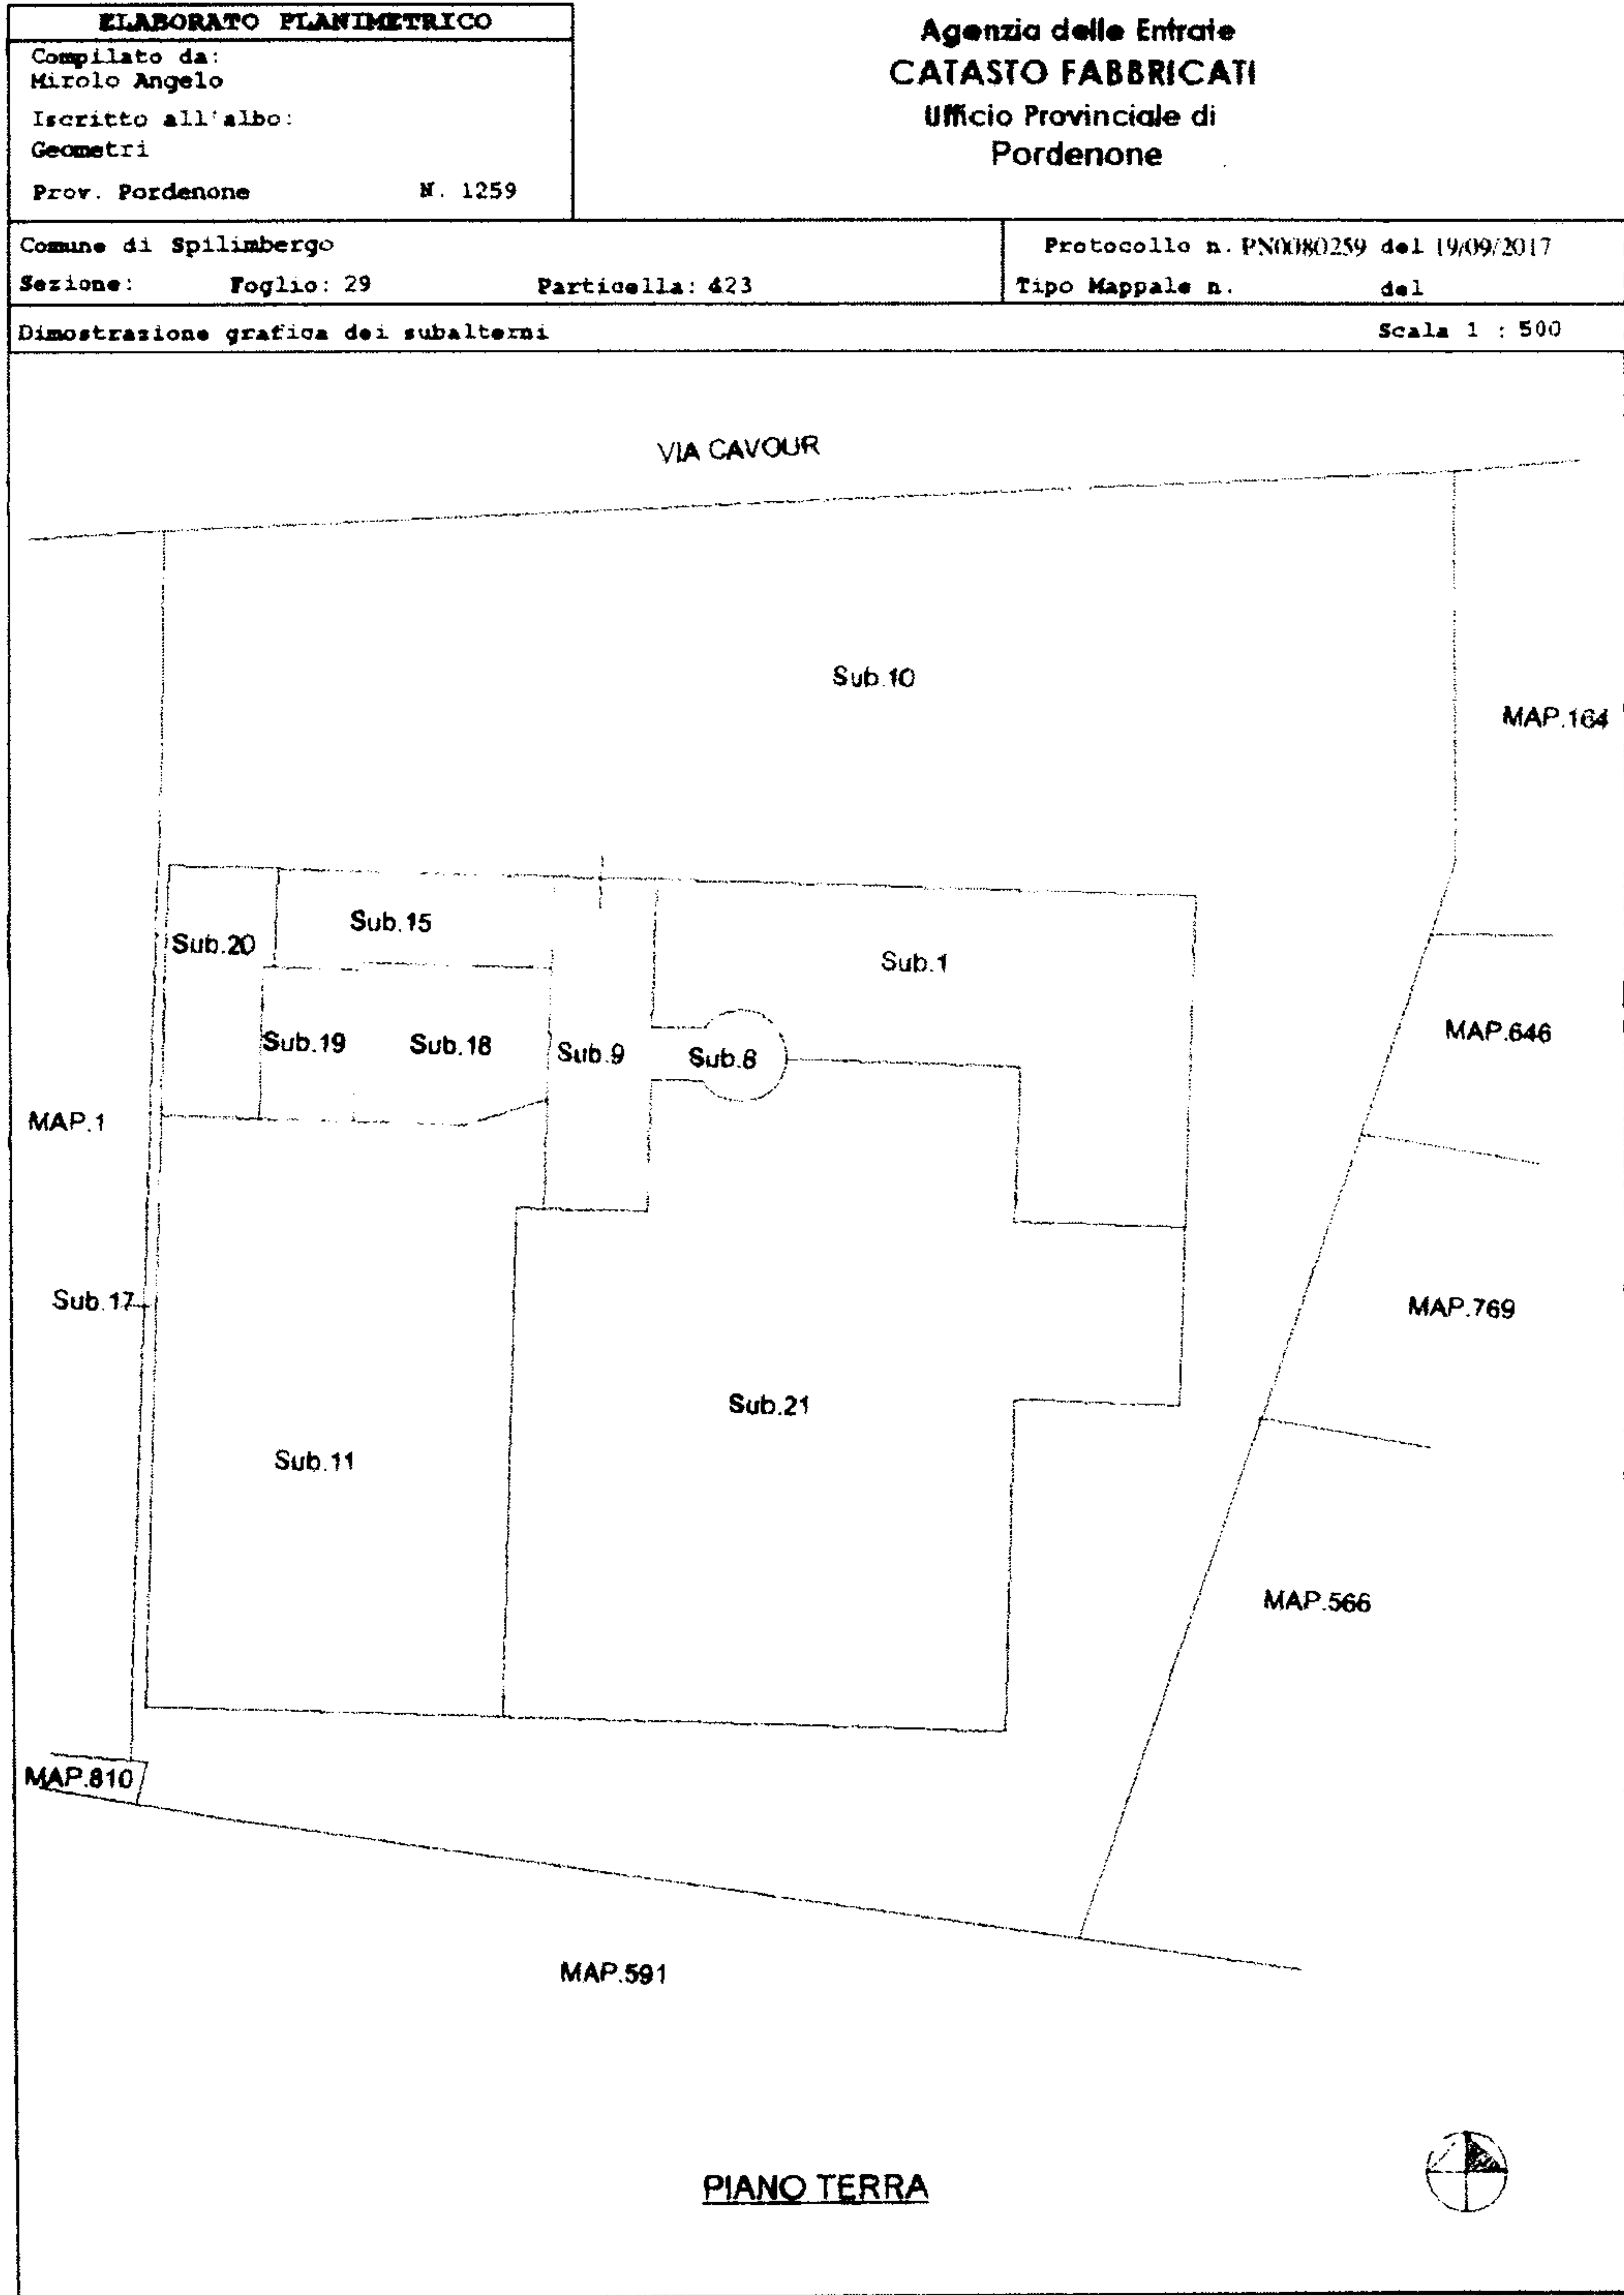 ELABORATO PLANIMETRICO
Compilato da:
Mirolo Angelo
Iscritto all'albo:
Geometri
Prov. Pordenone N. 1259
Agenzia delle Entrate
CATASTO FABBRICATI
Ufficio Provinciale di
Pordenone
Comune di Spilimbergo
Protocollo n. PN0080259 del 19/09/2017
Sezione: Foglio: 29 Particella: 423
Tipo Mappale n. del
Dimostrazione grafica dei subalterni Scala 1 : 500
VIA CAVOUR
Sub.10
MAP.164
Sub.15
Sub.20
Sub.1
MAP.646
Sub.19
Sub.18
Sub.9
Sub.8
MAP.1
Sub.17
MAP.769
Sub.21
Sub.11
MAP.566
MAP.810
MAP.591
PIANO TERRA